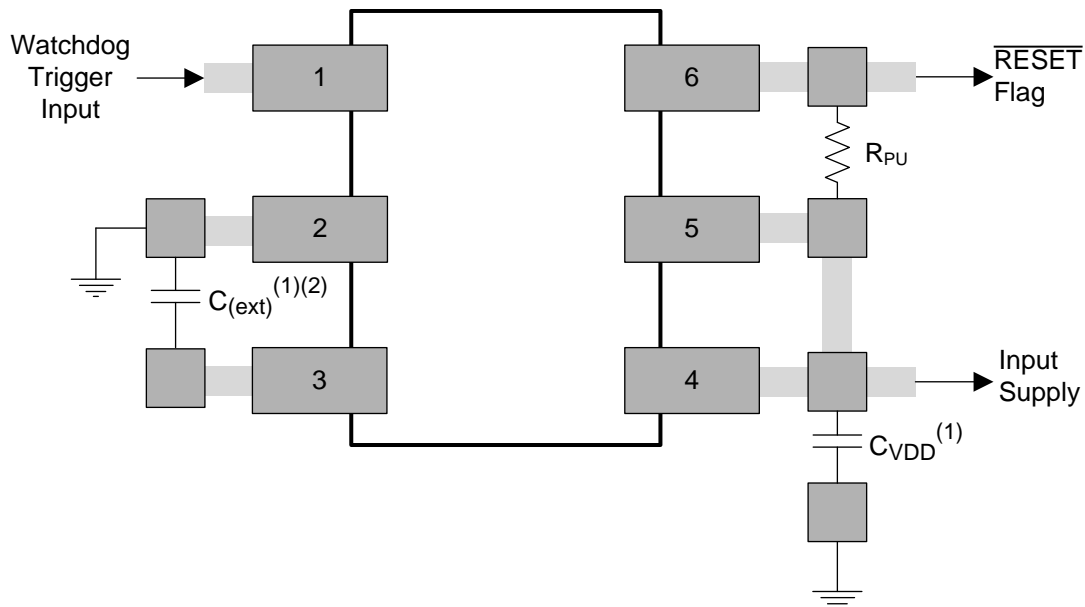 Watchdog
Trigger
Input
1
6
RESET
Flag
RPU
2
5
C(ext)(1)(2)
3
4
Input
Supply
CVDD(1)